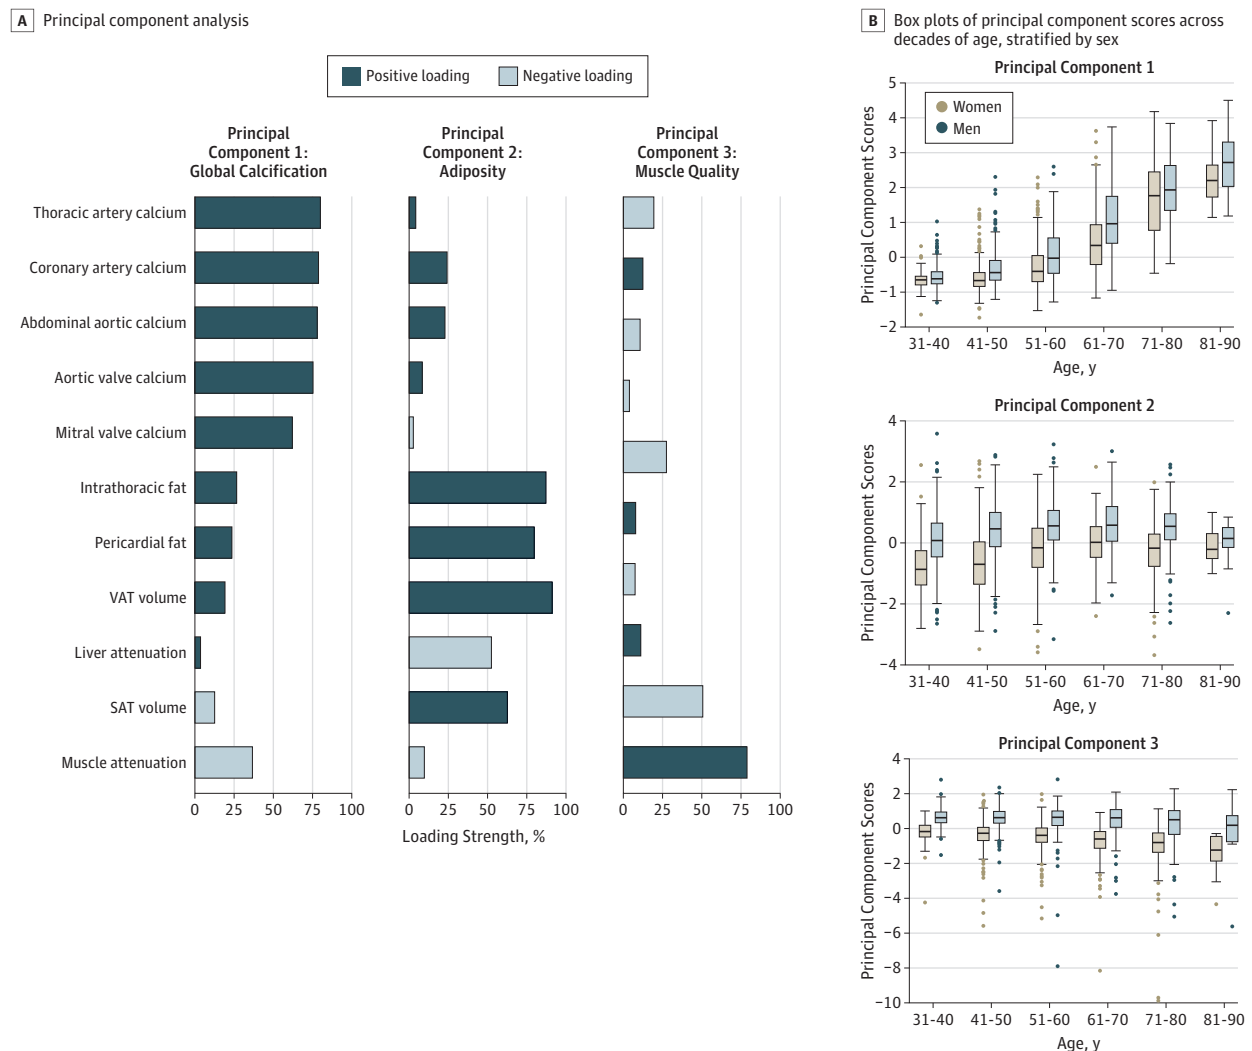 A Principal component analysis
Positive loading
Negative loading
Principal
Component 1:
Global Calcification
Principal
Component 2:
Adiposity
Principal
Component 3:
Muscle Quality
Thoracic artery calcium
Coronary artery calcium
Abdominal aortic calcium
Aortic valve calcium
Mitral valve calcium
Intrathoracic fat
Pericardial fat
VAT volume
Liver attenuation
SAT volume
Muscle attenuation
0 25 50 75 100
0 25 50 75 100
0 25 50 75 100
Loading Strength, %
B Box plots of principal component scores across
decades of age, stratified by sex
Principal Component 1
Women
Men
Principal Component Scores
5
4
3
2
1
0
−1
−2
31-40 41-50 51-60 61-70 71-80 81-90
Age, y
Principal Component 2
Principal Component Scores
4
2
0
−2
−4
31-40 41-50 51-60 61-70 71-80 81-90
Age, y
Principal Component 3
Principal Component Scores
4
2
0
−2
−4
−6
−8
−10
31-40 41-50 51-60 61-70 71-80 81-90
Age, y